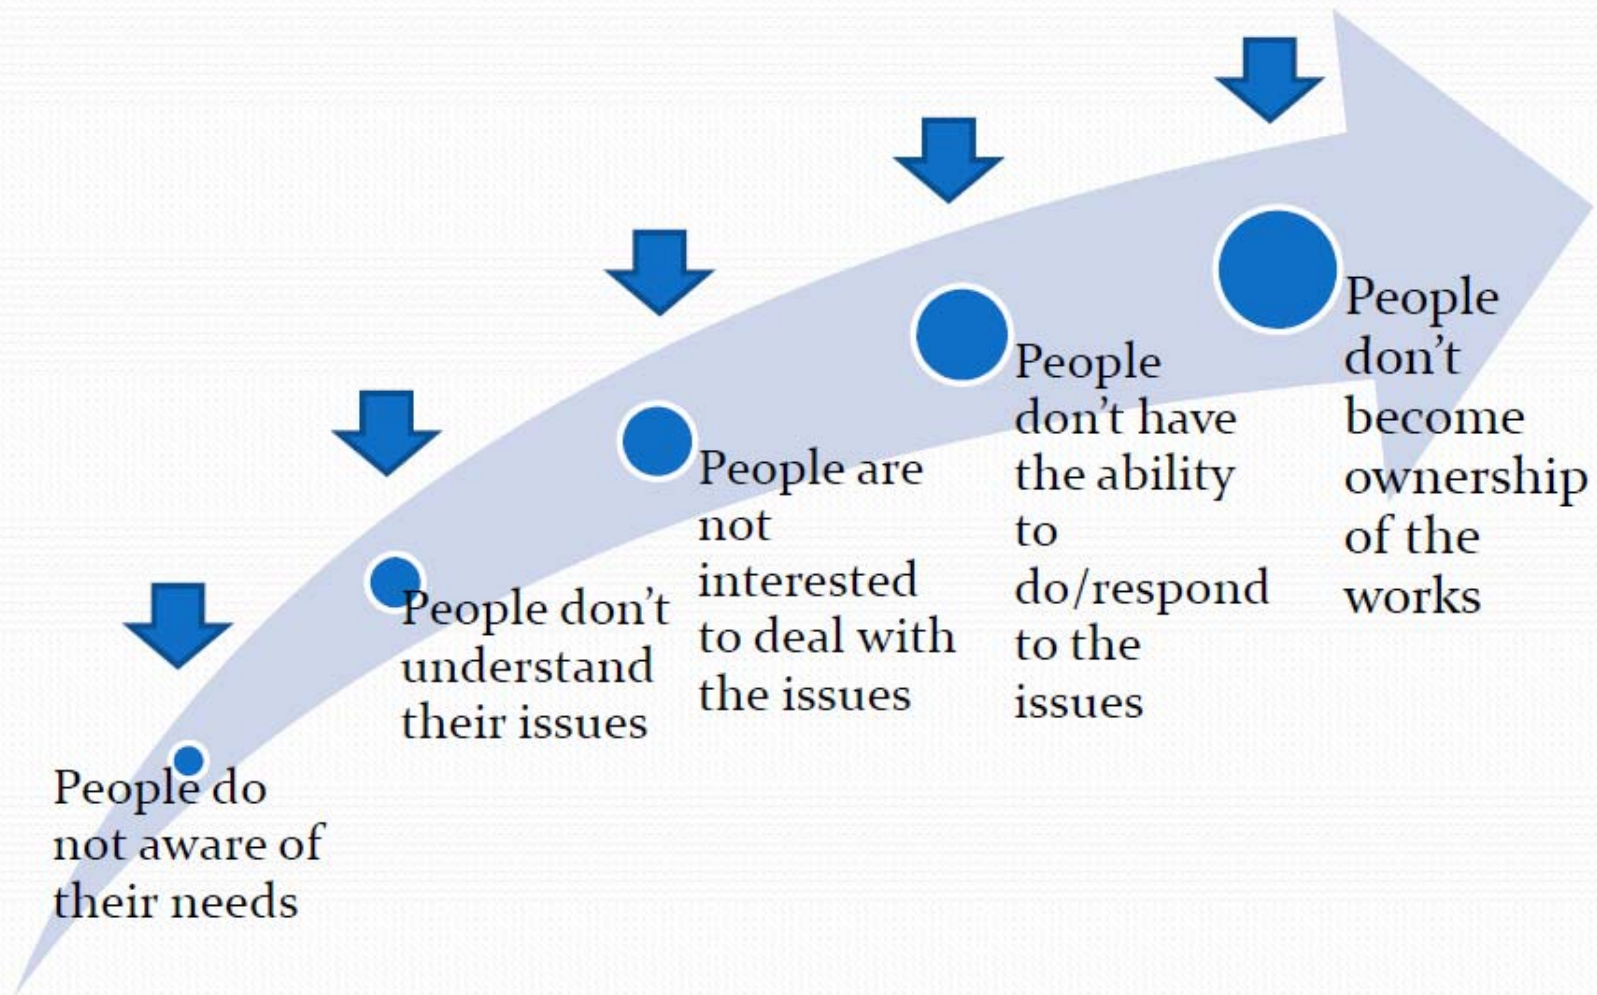 People do
not aware of
their needs
People don’t
understand
their issues
People are
not
interested
to deal with
the issues
People
don’t have
the ability
to
do/respond
to the
issues
People
don’t
become
ownership
of the
works